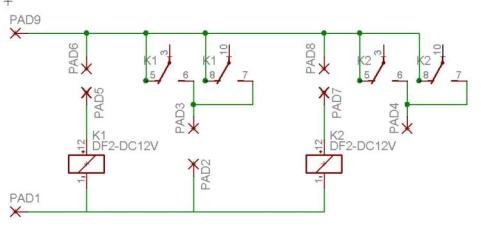 PAD9
PAD6
K1
3
5
6
K1
10
8
7
PAD8
K2
3
5
6
K2
10
8
7
PAD5
PAD3
PAD7
PAD4
12
K1
DF2-DC12V
1
PAD2
12
K2
DF2-DC12V
1
PAD1